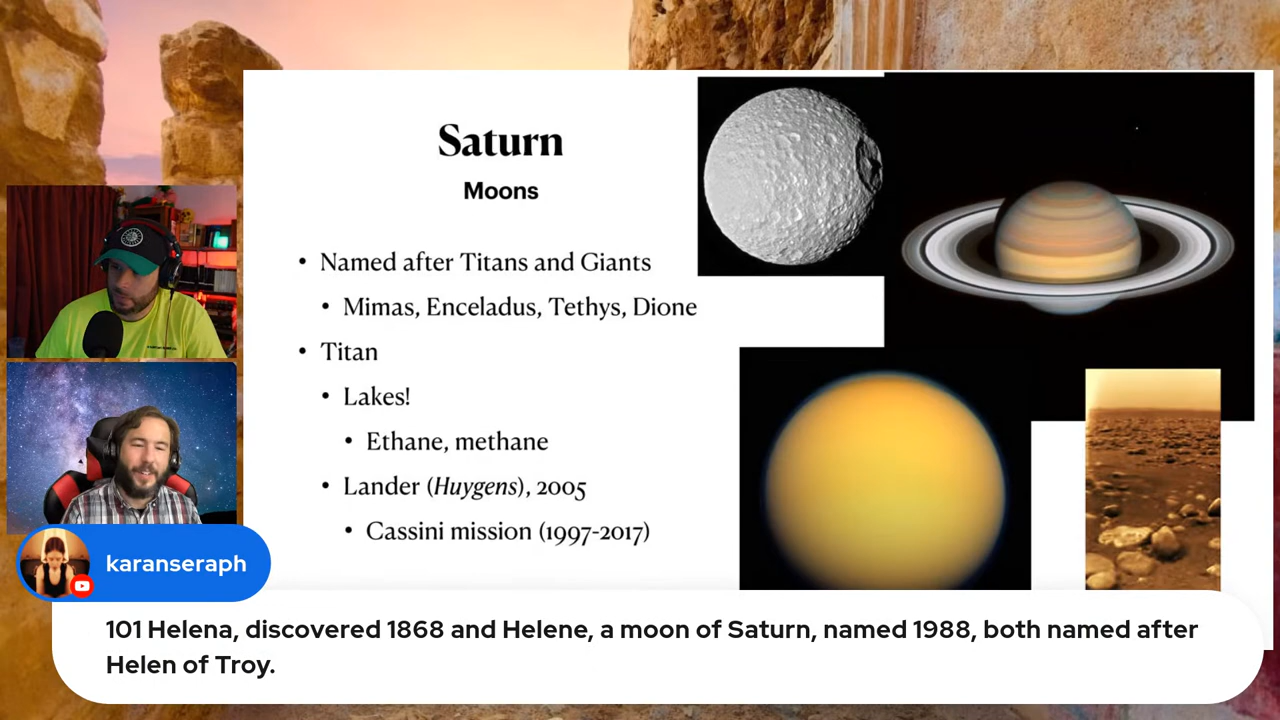 Saturn
Moons
• Named after Titans and Giants
• Mimas, Enceladus, Tethys, Dione
• Titan
• Lakes!
• Ethane, methane
• Lander (Huygens), 2005
• Cassini mission (1997-2017)
karanseraph
101 Helena, discovered 1868 and Helene, a moon of Saturn, named 1988, both named after
Helen of Troy.